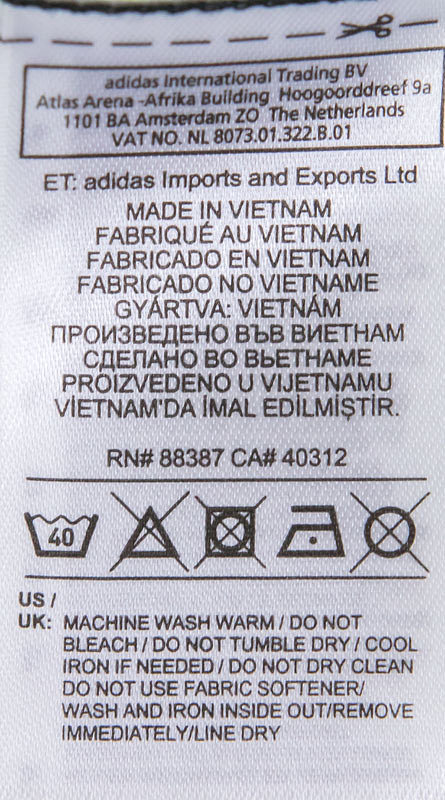 adidas International Trading BV
Atlas Arena -Afrika Building Hoogoorddreef 9a
1101 BA Amsterdam ZO The Netherlands
VAT NO. NL 8073.01.322.B.01
ET: adidas Imports and Exports Ltd
MADE IN VIETNAM
FABRIQUÉ AU VIETNAM
FABRICADO EN VIETNAM
FABRICADO NO VIETNAME
GYÁRTVA: VIETNÁM
ПРОИЗВЕДЕНО ВЪВ ВИЕТНАМ
СДЕЛАНО ВО ВЬЕТНАМЕ
PROIZVEDENO U VIJETNAMU
VİETNAM'DA İMAL EDİLMİŞTİR.
RN# 88387 CA# 40312
40
US /
UK: MACHINE WASH WARM / DO NOT
BLEACH / DO NOT TUMBLE DRY / COOL
IRON IF NEEDED / DO NOT DRY CLEAN
DO NOT USE FABRIC SOFTENER/
WASH AND IRON INSIDE OUT/REMOVE
IMMEDIATELY/LINE DRY